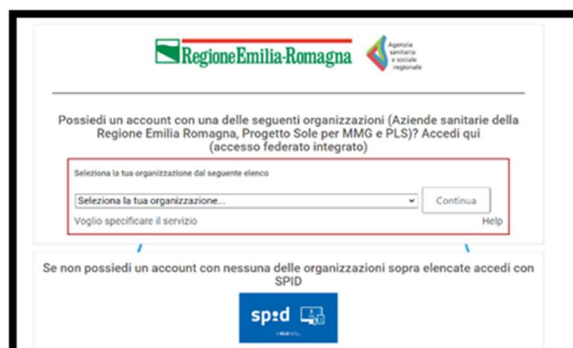 RegioneEmilia-Romagna
Agenzia
sanitaria
e sociale
regionale
Possiedi un account con una delle seguenti organizzazioni (Aziende sanitarie della
Regione Emilia Romagna, Progetto Sole per MMG e PLS)? Accedi qui
(accesso federato integrato)
Seleziona la tua organizzazione dal seguente elenco
Seleziona la tua organizzazione...
Continua
Voglio specificare il servizio
Help
Se non possiedi un account con nessuna delle organizzazioni sopra elencate accedi con
SPID
spid